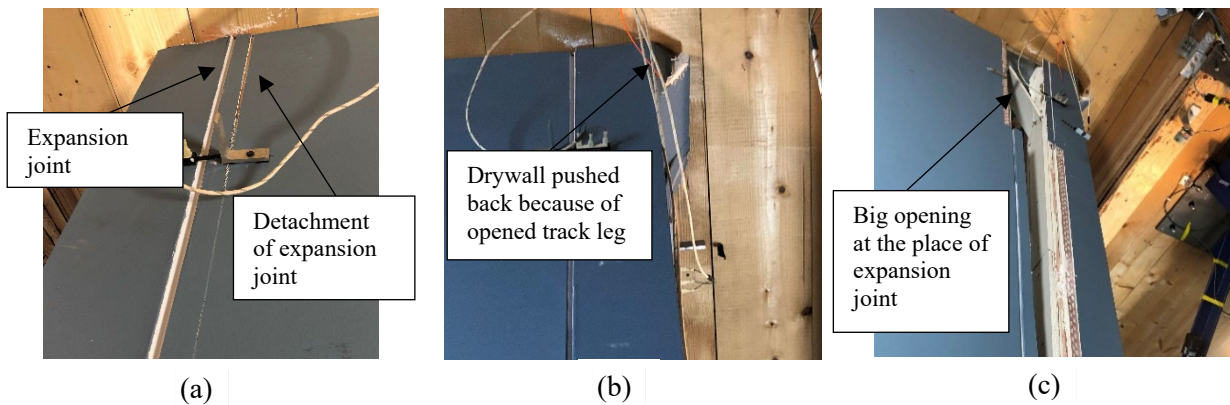 Expansion
joint
Detachment
of expansion
joint
(a)
Drywall pushed
back because of
opened track leg
(b)
Big opening
at the place of
expansion
joint
(c)